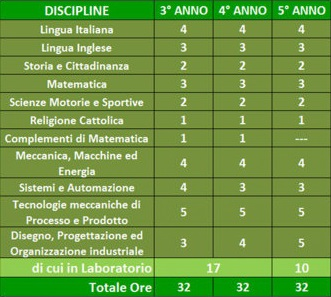 DISCIPLINE 3° ANNO 4° ANNO 5° ANNO
Lingua Italiana 4 4 4
Lingua Inglese 3 3 3
Storia e Cittadinanza 2 2 2
Matematica 3 3 3
Scienze Motorie e Sportive 2 2 2
Religione Cattolica 1 1 1
Complementi di Matematica 1 1 ---
Meccanica, Macchine ed
Energia 4 4 4
Sistemi e Automazione 4 3 3
Tecnologie meccaniche di
Processo e Prodotto 5 5 5
Disegno, Progettazione ed
Organizzazione industriale 3 4 5
di cui in Laboratorio 17 10
Totale Ore 32 32 32